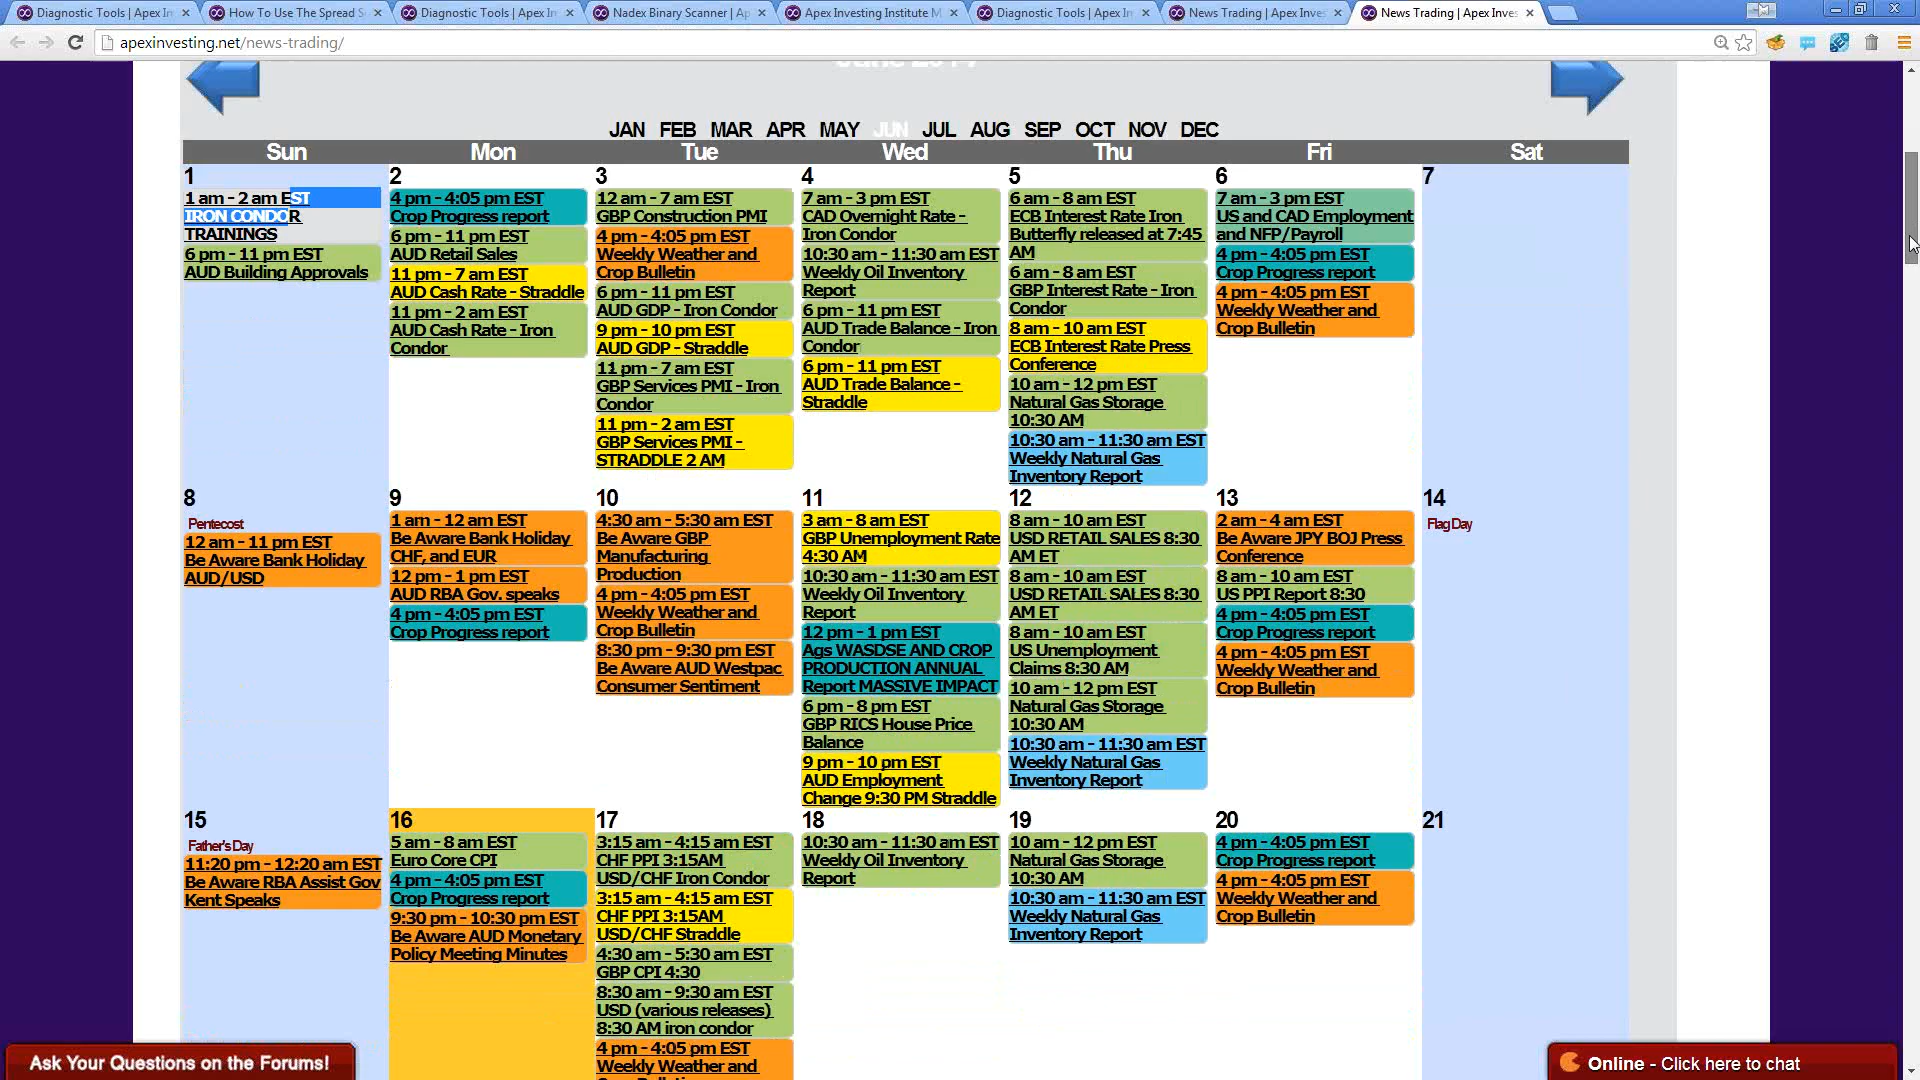 Diagnostic Tools | Apex In
How To Use The Spread S
Diagnostic Tools | Apex In
Nadex Binary Scanner | Ap
Apex Investing Institute M
Diagnostic Tools | Apex In
News Trading | Apex Inves
News Trading | Apex Inves
apexinvesting.net/news-trading/
JAN FEB MAR APR MAY JUN JUL AUG SEP OCT NOV DEC
Sun Mon Tue Wed Thu Fri Sat
1
1 am - 2 am EST
IRON CONDOR
TRAININGS
6 pm - 11 pm EST
AUD Building Approvals
2
4 pm - 4:05 pm EST
Crop Progress report
6 pm - 11 pm EST
AUD Retail Sales
11 pm - 7 am EST
AUD Cash Rate - Straddle
11 pm - 2 am EST
AUD Cash Rate - Iron
Condor
3
12 am - 7 am EST
GBP Construction PMI
4 pm - 4:05 pm EST
Weekly Weather and
Crop Bulletin
6 pm - 11 pm EST
AUD GDP - Iron Condor
9 pm - 10 pm EST
AUD GDP - Straddle
11 pm - 7 am EST
GBP Services PMI - Iron
Condor
11 pm - 2 am EST
GBP Services PMI -
STRADDLE 2 AM
4
7 am - 3 pm EST
CAD Overnight Rate -
Iron Condor
10:30 am - 11:30 am EST
Weekly Oil Inventory
Report
6 pm - 11 pm EST
AUD Trade Balance - Iron
Condor
6 pm - 11 pm EST
AUD Trade Balance -
Straddle
5
6 am - 8 am EST
ECB Interest Rate Iron
Butterfly released at 7:45
AM
6 am - 8 am EST
GBP Interest Rate - Iron
Condor
8 am - 10 am EST
ECB Interest Rate Press
Conference
10 am - 12 pm EST
Natural Gas Storage
10:30 AM
10:30 am - 11:30 am EST
Weekly Natural Gas
Inventory Report
6
7 am - 3 pm EST
US and CAD Employment
and NFP/Payroll
4 pm - 4:05 pm EST
Crop Progress report
4 pm - 4:05 pm EST
Weekly Weather and
Crop Bulletin
7
8
Pentecost
12 am - 11 pm EST
Be Aware Bank Holiday
AUD/USD
9
1 am - 12 am EST
Be Aware Bank Holiday
CHF, and EUR
12 pm - 1 pm EST
AUD RBA Gov. speaks
4 pm - 4:05 pm EST
Crop Progress report
10
4:30 am - 5:30 am EST
Be Aware GBP
Manufacturing
Production
4 pm - 4:05 pm EST
Weekly Weather and
Crop Bulletin
8:30 pm - 9:30 pm EST
Be Aware AUD Westpac
Consumer Sentiment
11
3 am - 8 am EST
GBP Unemployment Rate
4:30 AM
10:30 am - 11:30 am EST
Weekly Oil Inventory
Report
12 pm - 1 pm EST
Ags WASDSE AND CROP
PRODUCTION ANNUAL
Report MASSIVE IMPACT
6 pm - 8 pm EST
GBP RICS House Price
Balance
9 pm - 10 pm EST
AUD Employment
Change 9:30 PM Straddle
12
8 am - 10 am EST
USD RETAIL SALES 8:30
AM ET
8 am - 10 am EST
USD RETAIL SALES 8:30
AM ET
8 am - 10 am EST
US Unemployment
Claims 8:30 AM
10 am - 12 pm EST
Natural Gas Storage
10:30 AM
10:30 am - 11:30 am EST
Weekly Natural Gas
Inventory Report
13
2 am - 4 am EST
Be Aware JPY BOJ Press
Conference
8 am - 10 am EST
US PPI Report 8:30
4 pm - 4:05 pm EST
Crop Progress report
4 pm - 4:05 pm EST
Weekly Weather and
Crop Bulletin
14
Flag Day
15
Father's Day
11:20 pm - 12:20 am EST
Be Aware RBA Assist Gov
Kent Speaks
16
5 am - 8 am EST
Euro Core CPI
4 pm - 4:05 pm EST
Crop Progress report
9:30 pm - 10:30 pm EST
Be Aware AUD Monetary
Policy Meeting Minutes
17
3:15 am - 4:15 am EST
CHF PPI 3:15AM
USD/CHF Iron Condor
3:15 am - 4:15 am EST
CHF PPI 3:15AM
USD/CHF Straddle
4:30 am - 5:30 am EST
GBP CPI 4:30
8:30 am - 9:30 am EST
USD (various releases)
8:30 AM iron condor
4 pm - 4:05 pm EST
Weekly Weather and
18
10:30 am - 11:30 am EST
Weekly Oil Inventory
Report
19
10 am - 12 pm EST
Natural Gas Storage
10:30 AM
10:30 am - 11:30 am EST
Weekly Natural Gas
Inventory Report
20
4 pm - 4:05 pm EST
Crop Progress report
4 pm - 4:05 pm EST
Weekly Weather and
Crop Bulletin
21
Ask Your Questions on the Forums!
Online - Click here to chat